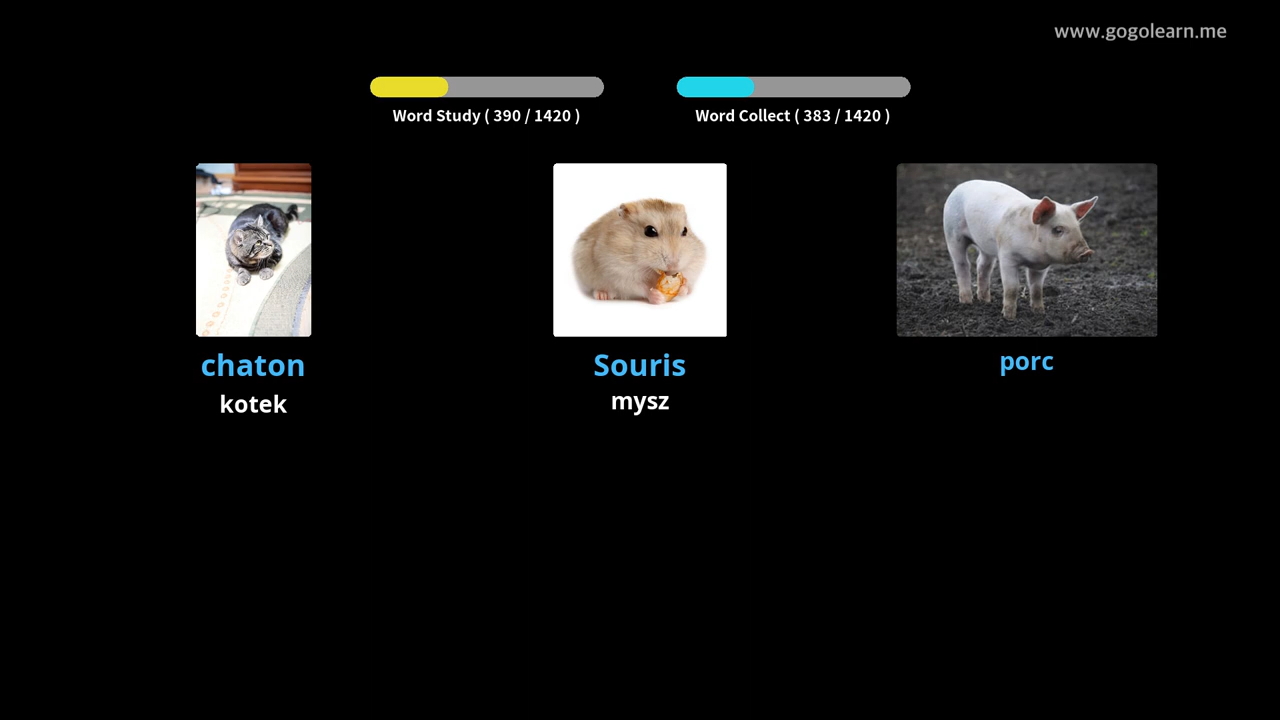 www.gogolearn.me
Word Study ( 390 / 1420 )
Word Collect ( 383 / 1420 )
chaton
kotek
Souris
mysz
porc